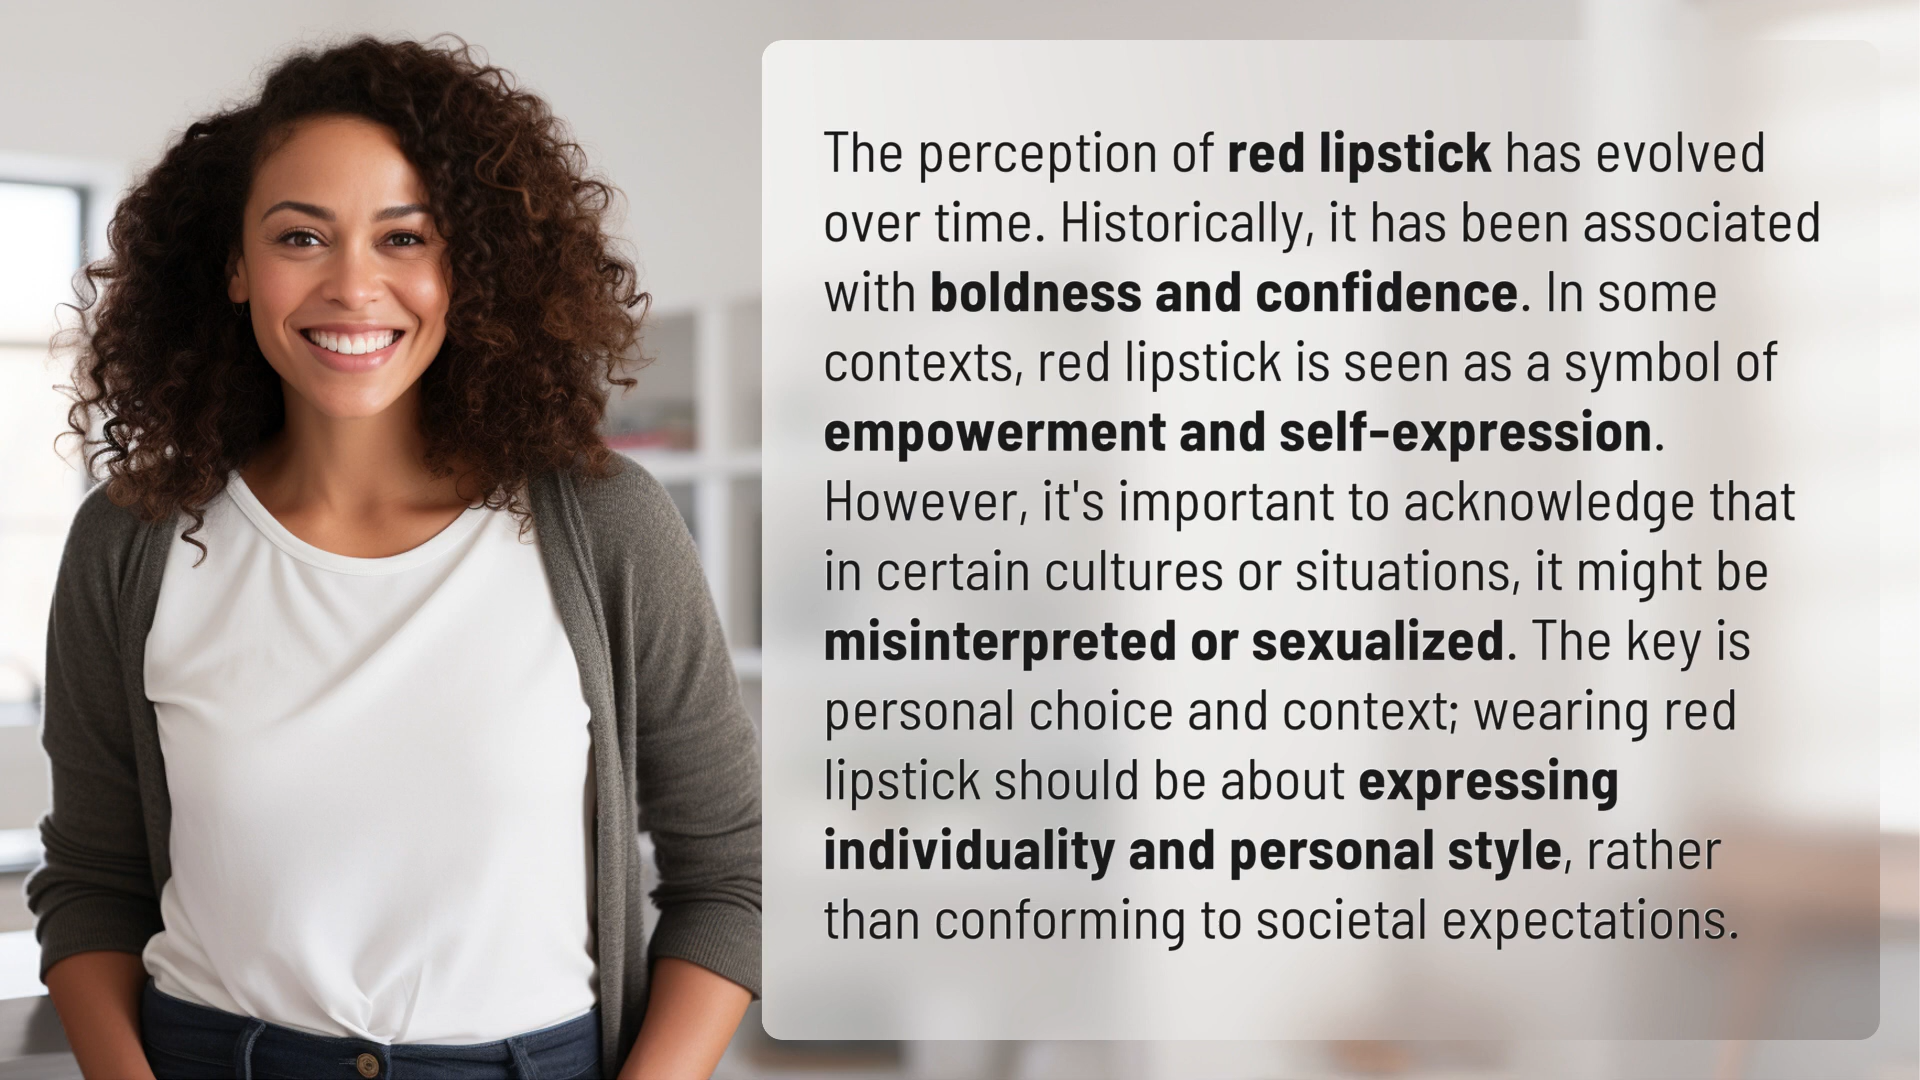 The perception of red lipstick has evolved
over time. Historically, it has been associated
with boldness and confidence. In some
contexts, red lipstick is seen as a symbol of
empowerment and self-expression.
However, it's important to acknowledge that
in certain cultures or situations, it might be
misinterpreted or sexualized. The key is
personal choice and context; wearing red
lipstick should be about expressing
individuality and personal style, rather
than conforming to societal expectations.